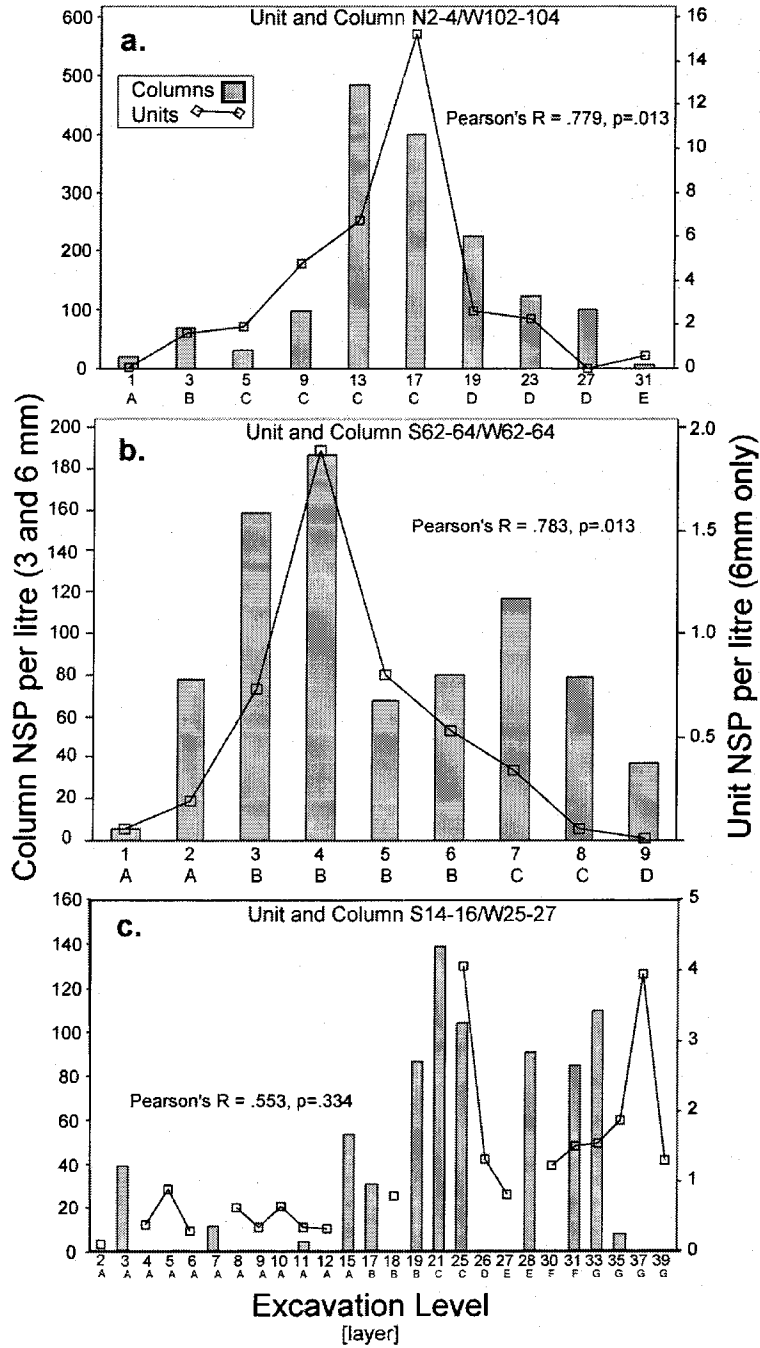 Unit and Column N2-4/W102-104
a.
Columns
Units
Pearson's R = .779, p=.013
600
500
400
300
200
100
0
16
14
12
10
8
6
4
2
0
1 3 5 9 13 17 19 23 27 31
A B C C C C D D D E
Unit and Column S62-64/W62-64
b.
Pearson's R = .783, p=.013
200
180
160
140
120
100
80
60
40
20
0
2.0
1.5
1.0
0.5
1 2 3 4 5 6 7 8 9
A A B B B B C C D
Column NSP per litre (3 and 6 mm)
Unit NSP per litre (6mm only)
Unit and Column S14-16/W25-27
c.
Pearson's R = .553, p=.334
160
140
120
100
80
60
40
20
0
5
4
3
2
1
0
2 3 4 5 6 7 8 9 10 11 12 15 17 18 19 21 25 26 27 28 30 31 33 35 37 39
A A A A A A A A A A A A B B B C C D E E F F G G G G
Excavation Level
[layer]